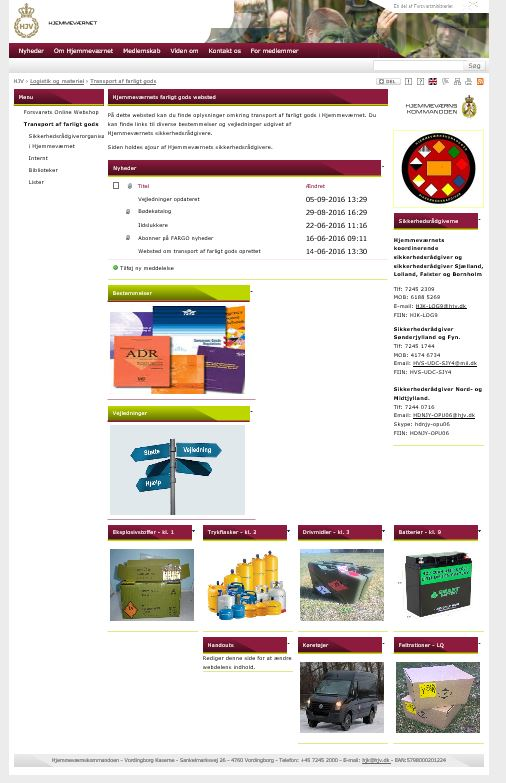 En del af Forsvarsministeriet
HJV
HJEMMEVÆRNET
Nyheder Om Hjemmeværnet Medlemskab Viden om Kontakt os For medlemmer
Søg
HJV › Logistik og materiel › Transport af farligt gods
DEL
Menu
Forsvarets Online Webshop
Transport af farligt gods
Sikkerhedsrådgiverorganisa
i Hjemmeværnet
Internt
Biblioteker
Lister
Hjemmeværnets farligt gods websted
På dette websted kan du finde oplysninger omkring transport af farligt gods i Hjemmeværnet. Du
kan finde links til diverse bestemmelser og vejledninger udgivet af
Hjemmeværnets sikkerhedsrådgivere.
Siden holdes ajour af Hjemmeværnets sikkerhedsrådgivere.
Nyheder
Titel Ændret
Vejledninger opdateret 05-09-2016 13:29
Bødekatalog 29-08-2016 16:29
Ildslukkere 22-06-2016 11:16
Abonner på FARGO nyheder 16-06-2016 09:11
Websted om transport af farligt gods oprettet 14-06-2016 13:30
Tilføj ny meddelelse
Bestemmelser
ADR
Vejledninger
Støtte
Vejledning
Hjælp
HJEMMEVÆRNS
KOMMANDOEN
Sikkerhedsrådgiverne
Hjemmeværnets
koordinerende
sikkerhedsrådgiver og
sikkerhedsrådgiver Sjælland,
Lolland, Falster og Bornholm
Tlf: 7245 2309
MOB: 6188 5269
E-mail: HJK-LOG9@hjv.dk
FIIN: HJK-LOG9
Sikkerhedsrådgiver
Sønderjylland og Fyn.
Tlf: 7245 1744
MOB: 4174 6734
Email: HVS-UDC-SJY4@mil.dk
FIIN: HVS-UDC-SJY4
Sikkerhedsrådgiver Nord- og
Midtjylland.
Tlf: 7244 0716
Email: HDNJY-OPU06@hjv.dk
Skype: hdnjy-opu06
FIIN: HDNJY-OPU06
Eksplosivstoffer - kl. 1
Trykflasker - kl. 2
Drivmidler - kl. 3
Batterier - kl. 9
Handouts
Rediger denne side for at ændre
webdelens indhold.
Køretøjer
Feltrationer - LQ
Hjemmeværnskommandoen – Vordingborg Kaserne – Sankelmarksvej 26 – 4760 Vordingborg – Telefon: +45 7245 2000 – E-mail: hjk@hjv.dk – EAN:5798000201224